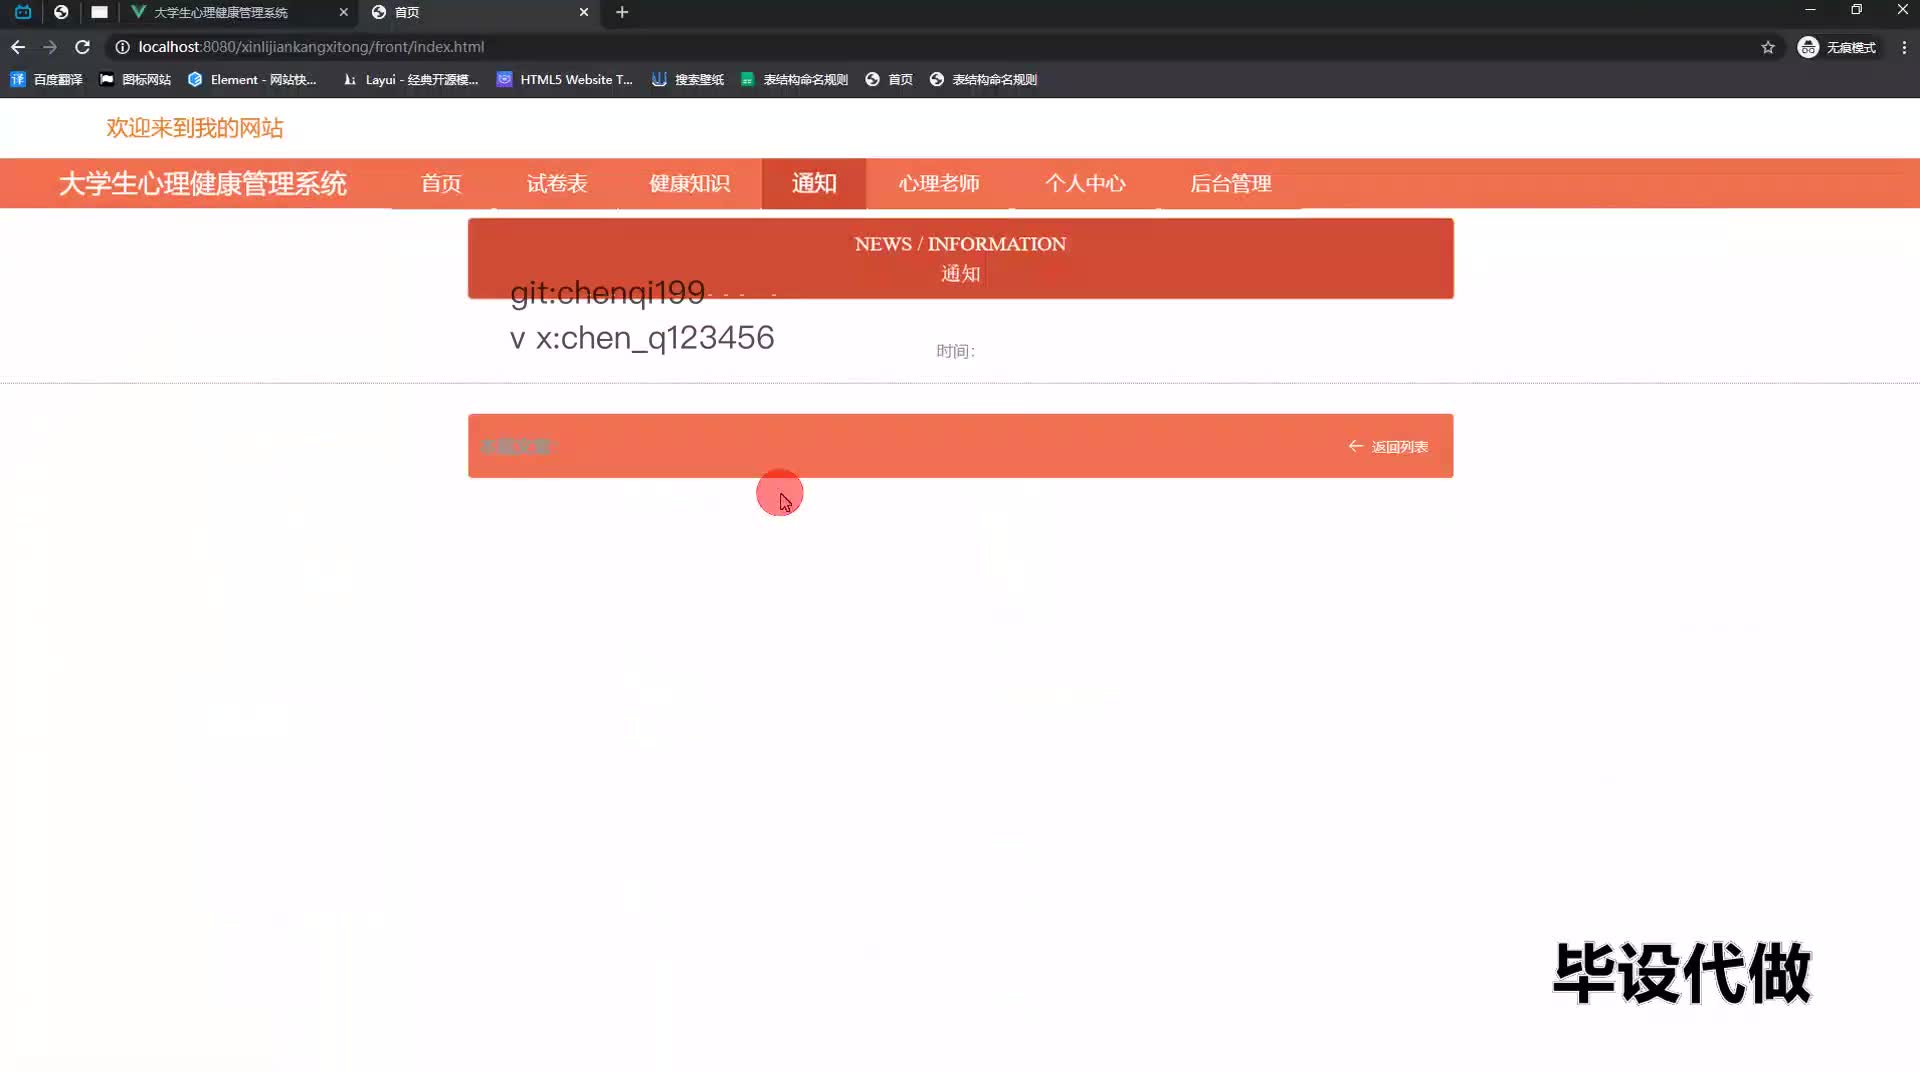 大学生心理健康管理系统
首页
localhost:8080/xinlijiankangxitong/front/index.html
无痕模式
百度翻译
图标网站
Element - 网站快...
Layui - 经典开源模...
HTML5 Website T...
搜索壁纸
表结构命名规则
首页
表结构命名规则
欢迎来到我的网站
大学生心理健康管理系统
首页
试卷表
健康知识
通知
心理老师
个人中心
后台管理
NEWS / INFORMATION
通知
git:chenqi199
v x:chen_q123456
时间：
返回列表
毕设代做